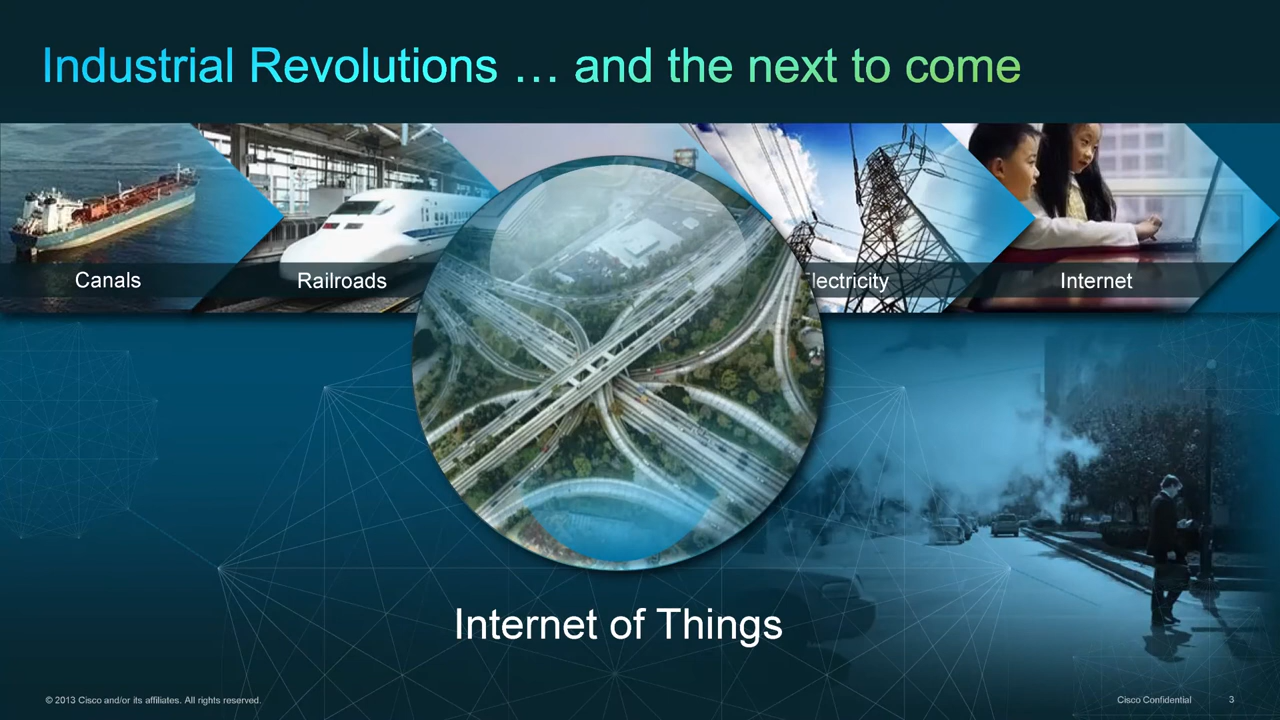 Industrial Revolutions … and the next to come
Canals
Railroads
lectricity
Internet
Internet of Things
© 2013 Cisco and/or its affiliates. All rights reserved.
Cisco Confidential
3